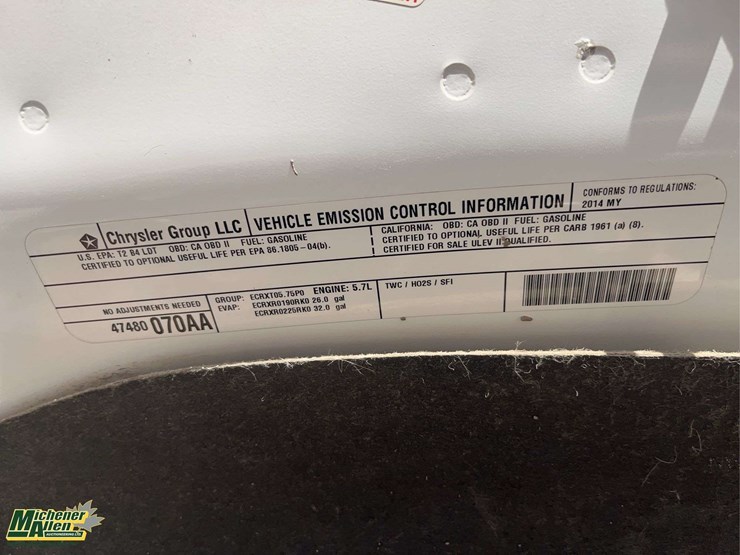 Chrysler Group LLC
VEHICLE EMISSION CONTROL INFORMATION
CONFORMS TO REGULATIONS:
2014 MY
U.S. EPA: T2 B4 LDT OBD: CA OBD II FUEL: GASOLINE
CERTIFIED TO OPTIONAL USEFUL LIFE PER EPA 86.1805-04(b).
CALIFORNIA: OBD: CA OBD II FUEL: GASOLINE
CERTIFIED TO OPTIONAL USEFUL LIFE PER CARB 1961 (a) (8).
CERTIFIED FOR SALE ULEV II QUALIFIED.
NO ADJUSTMENTS NEEDED
47480 070AA
GROUP: ECRXT05.75P0 ENGINE: 5.7L
EVAP: ECRXR0190RK0 26.0 gal
ECRXR0225RK0 32.0 gal
TWC / HO2S / SFI
Michener
Allen
AUCTIONEERING LTD.